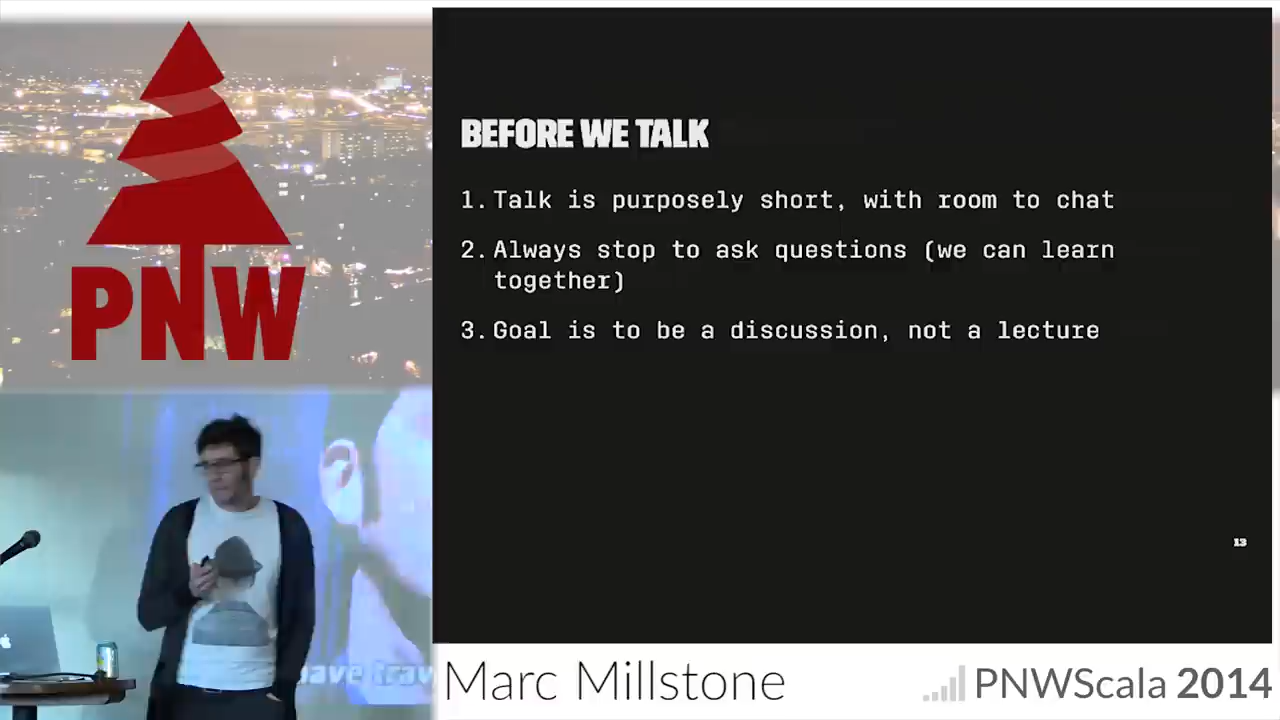 PNW
BEFORE WE TALK
1. Talk is purposely short, with room to chat
2. Always stop to ask questions (we can learn
together)
3. Goal is to be a discussion, not a lecture
13
Marc Millstone
PNWScala 2014